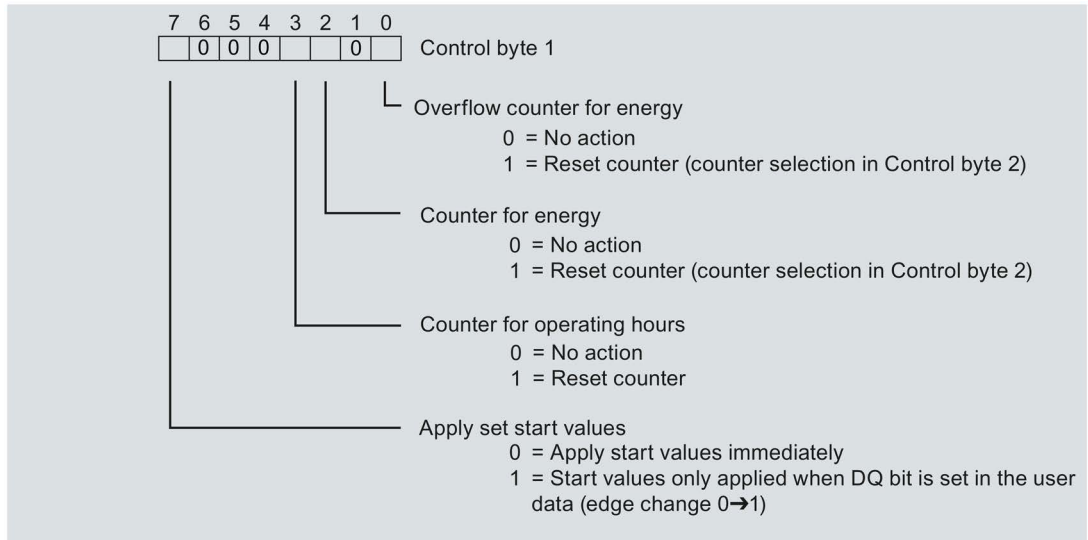 7 6 5 4 3 2 1 0
0 0 0 0 Control byte 1
Overflow counter for energy
0 = No action
1 = Reset counter (counter selection in Control byte 2)
Counter for energy
0 = No action
1 = Reset counter (counter selection in Control byte 2)
Counter for operating hours
0 = No action
1 = Reset counter
Apply set start values
0 = Apply start values immediately
1 = Start values only applied when DQ bit is set in the user
data (edge change 0➔1)